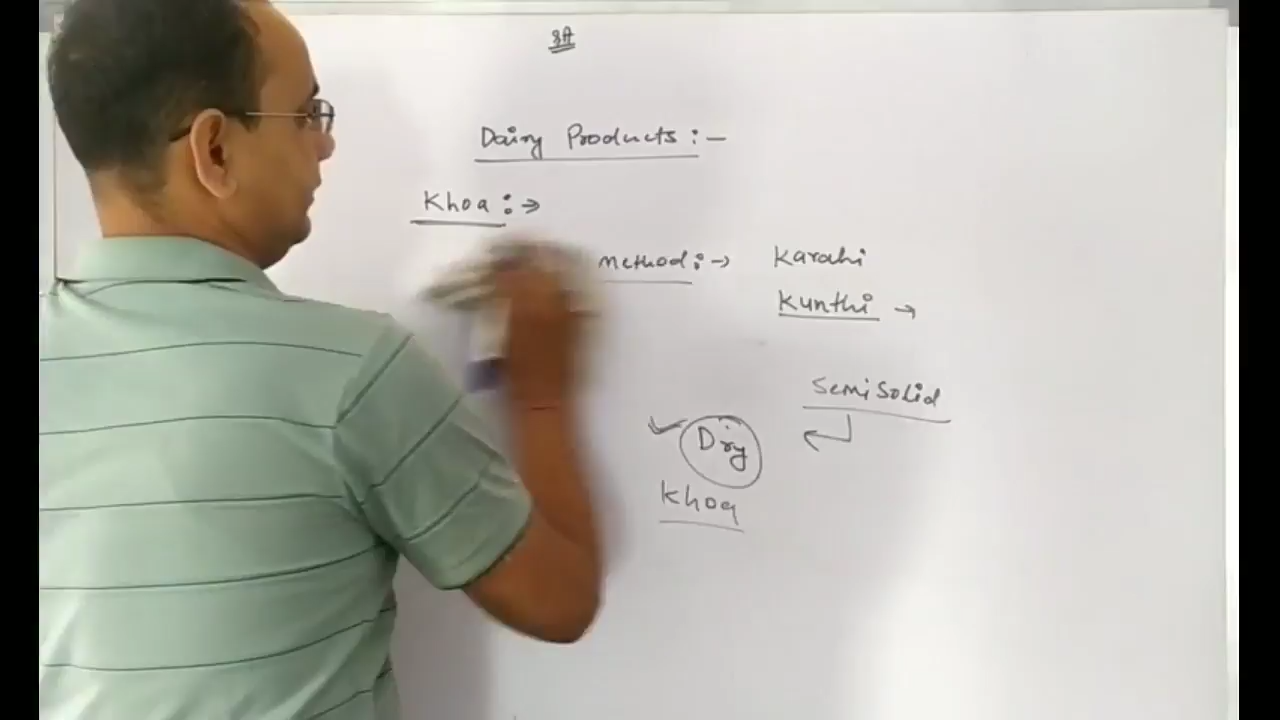 Dairy Products :-
Khoa :→
Method :→ Karahi
Kunthi →
Semi Solid
Dry
Khoa